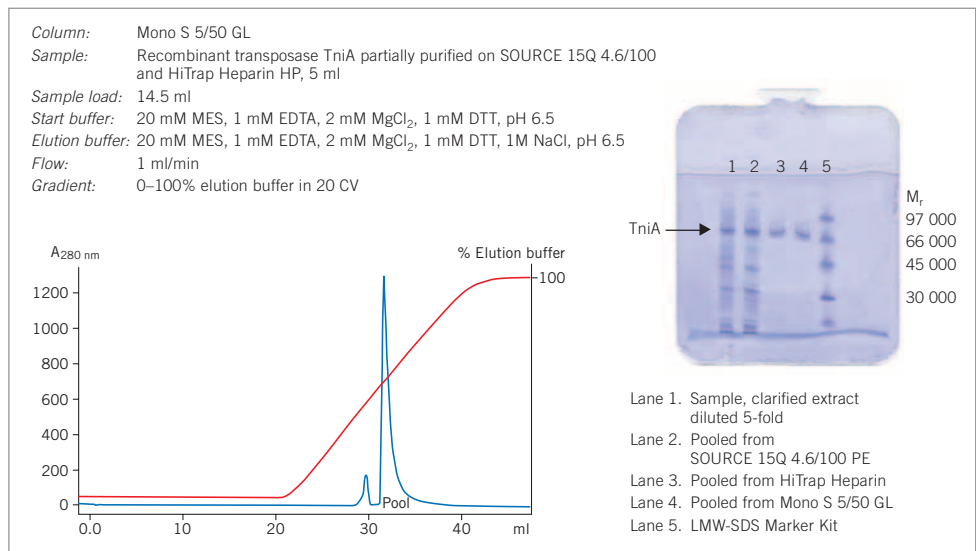 Column: Mono S 5/50 GL
Sample: Recombinant transposase TniA partially purified on SOURCE 15Q 4.6/100
and HiTrap Heparin HP, 5 ml
Sample load: 14.5 ml
Start buffer: 20 mM MES, 1 mM EDTA, 2 mM MgCl₂, 1 mM DTT, pH 6.5
Elution buffer: 20 mM MES, 1 mM EDTA, 2 mM MgCl₂, 1 mM DTT, 1M NaCl, pH 6.5
Flow: 1 ml/min
Gradient: 0–100% elution buffer in 20 CV
A280 nm
% Elution buffer
100
1200
1000
800
600
400
200
0
Pool
0.0 10 20 30 40 ml
1 2 3 4 5
Mr
TniA
97 000
66 000
45 000
30 000
Lane 1. Sample, clarified extract
diluted 5-fold
Lane 2. Pooled from
SOURCE 15Q 4.6/100 PE
Lane 3. Pooled from HiTrap Heparin
Lane 4. Pooled from Mono S 5/50 GL
Lane 5. LMW-SDS Marker Kit